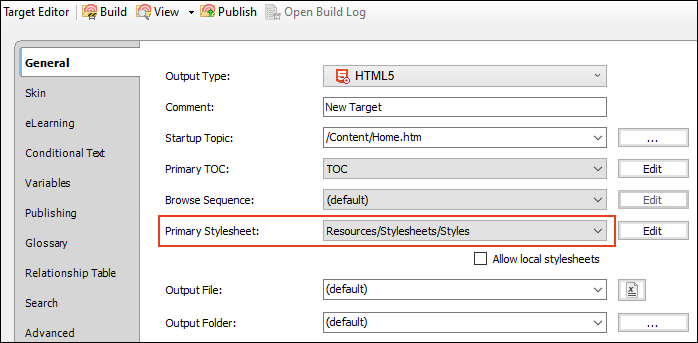 Target Editor Build View Publish Open Build Log
General
Skin
eLearning
Conditional Text
Variables
Publishing
Glossary
Relationship Table
Search
Advanced
Output Type: HTML5
Comment: New Target
Startup Topic: /Content/Home.htm ...
Primary TOC: TOC Edit
Browse Sequence: (default) Edit
Primary Stylesheet: Resources/Stylesheets/Styles Edit
Allow local stylesheets
Output File: (default)
Output Folder: (default) ...